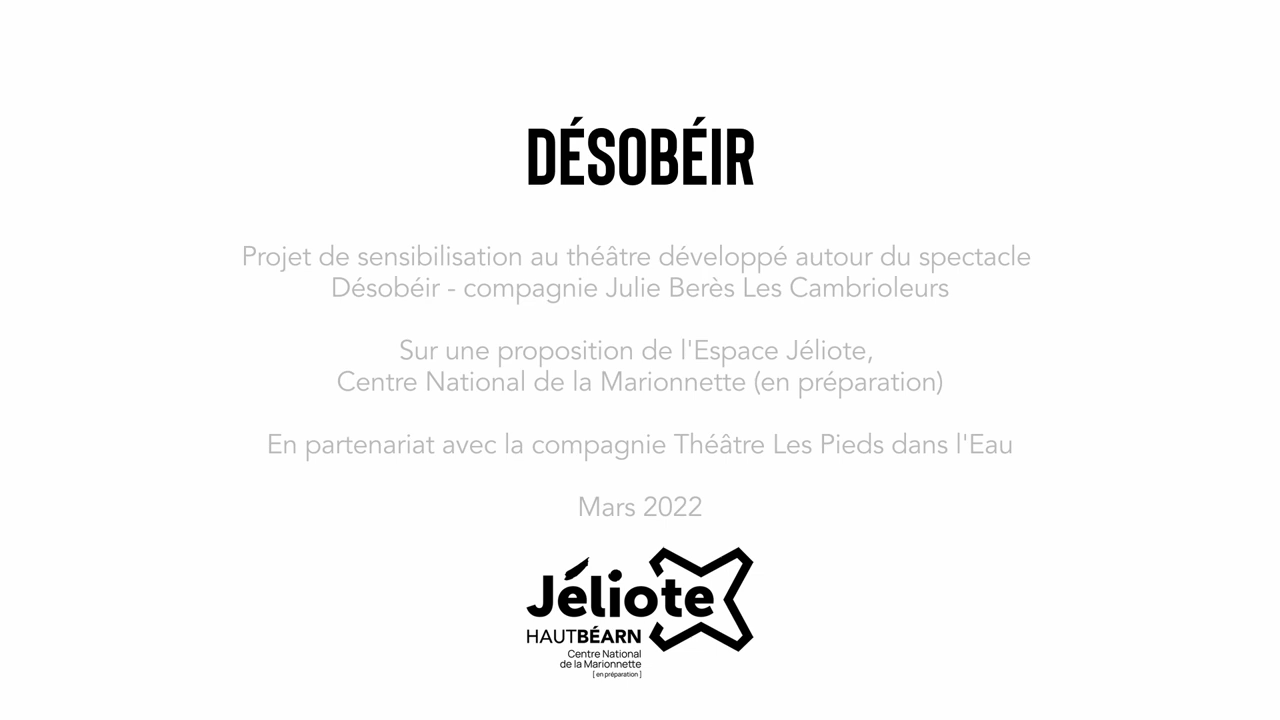 DÉSOBÉIR
Projet de sensibilisation au théâtre développé autour du spectacle
Désobéir - compagnie Julie Berès Les Cambrioleurs
Sur une proposition de l'Espace Jéliote,
Centre National de la Marionnette (en préparation)
En partenariat avec la compagnie Théâtre Les Pieds dans l'Eau
Mars 2022
Jéliote
HAUTBÉARN
Centre National
de la Marionnette
[ en préparation ]